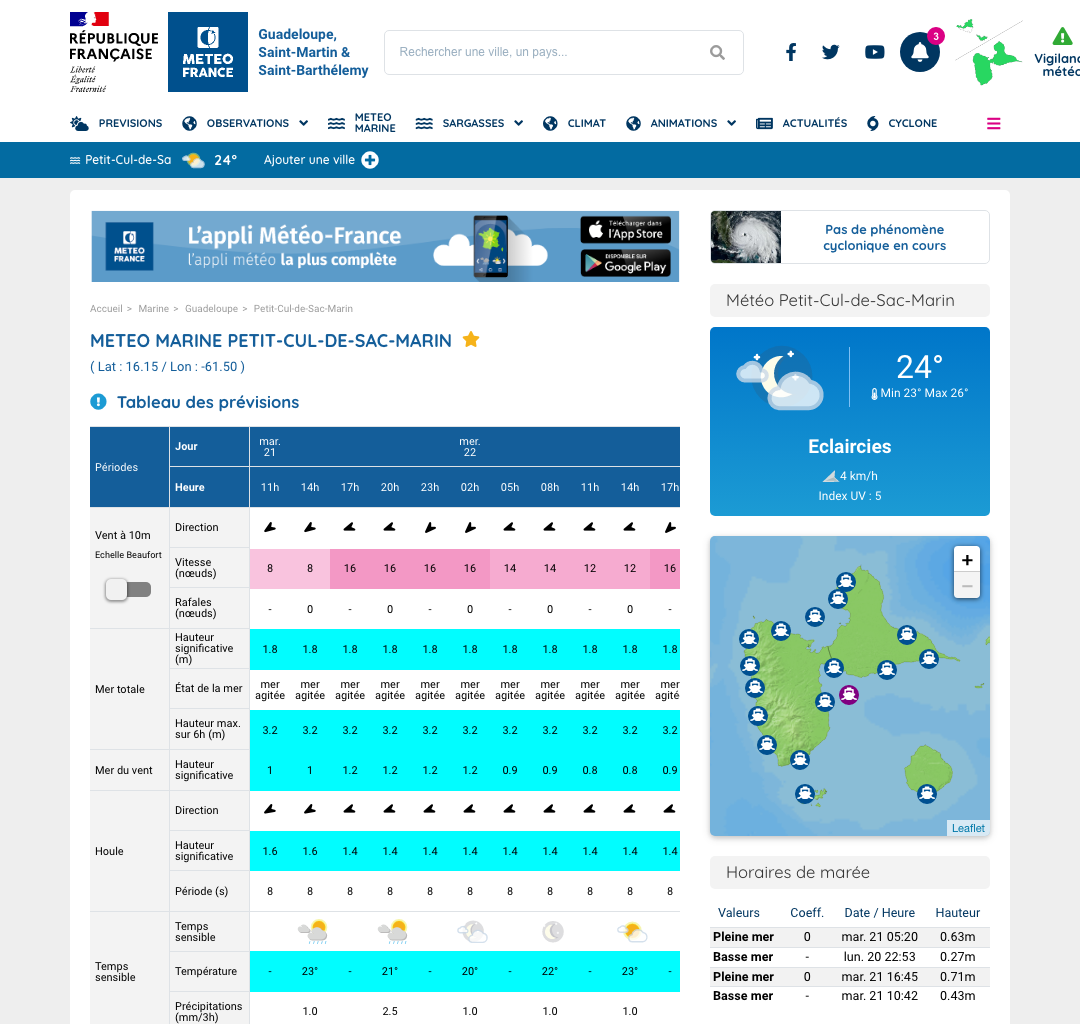 RÉPUBLIQUE
FRANÇAISE
Liberté
Égalité
Fraternité
METEO
FRANCE
Guadeloupe,
Saint-Martin &
Saint-Barthélemy
Rechercher une ville, un pays...
3
Vigilanc
météo
PREVISIONS
OBSERVATIONS
METEO
MARINE
SARGASSES
CLIMAT
ANIMATIONS
ACTUALITÉS
CYCLONE
Petit-Cul-de-Sa 24° Ajouter une ville
METEO
FRANCE
L'appli Météo-France
l'appli météo la plus complète
Télécharger dans
l'App Store
DISPONIBLE SUR
Google Play
Accueil > Marine > Guadeloupe > Petit-Cul-de-Sac-Marin
METEO MARINE PETIT-CUL-DE-SAC-MARIN
( Lat : 16.15 / Lon : -61.50 )
Tableau des prévisions
Périodes
Jour
mar.
21
mer.
22
Heure 11h 14h 17h 20h 23h 02h 05h 08h 11h 14h 17h
Vent à 10m
Echelle Beaufort
Direction
Vitesse
(nœuds)
8 8 16 16 16 16 14 14 12 12 16
Rafales
(nœuds)
- 0 - 0 - 0 - 0 - 0 -
Mer totale
Hauteur
significative
(m)
1.8 1.8 1.8 1.8 1.8 1.8 1.8 1.8 1.8 1.8 1.8
État de la mer
mer mer mer mer mer mer mer mer mer mer mer
agitée agitée agitée agitée agitée agitée agitée agitée agitée agitée agité
Hauteur max.
sur 6h (m)
3.2 3.2 3.2 3.2 3.2 3.2 3.2 3.2 3.2 3.2 3.2
Mer du vent
Hauteur
significative
1 1 1.2 1.2 1.2 1.2 0.9 0.9 0.8 0.8 0.9
Houle
Direction
Hauteur
significative
1.6 1.6 1.4 1.4 1.4 1.4 1.4 1.4 1.4 1.4 1.4
Période (s)
8 8 8 8 8 8 8 8 8 8 8
Temps
sensible
Temps
sensible
Température
- 23° - 21° - 20° - 22° - 23° -
Précipitations
(mm/3h)
1.0 2.5 1.0 1.0 1.0
Pas de phénomène
cyclonique en cours
Météo Petit-Cul-de-Sac-Marin
24°
Min 23° Max 26°
Eclaircies
4 km/h
Index UV : 5
+
−
Leaflet
Horaires de marée
Valeurs Coeff. Date / Heure Hauteur
Pleine mer 0 mar. 21 05:20 0.63m
Basse mer - lun. 20 22:53 0.27m
Pleine mer 0 mar. 21 16:45 0.71m
Basse mer - mar. 21 10:42 0.43m